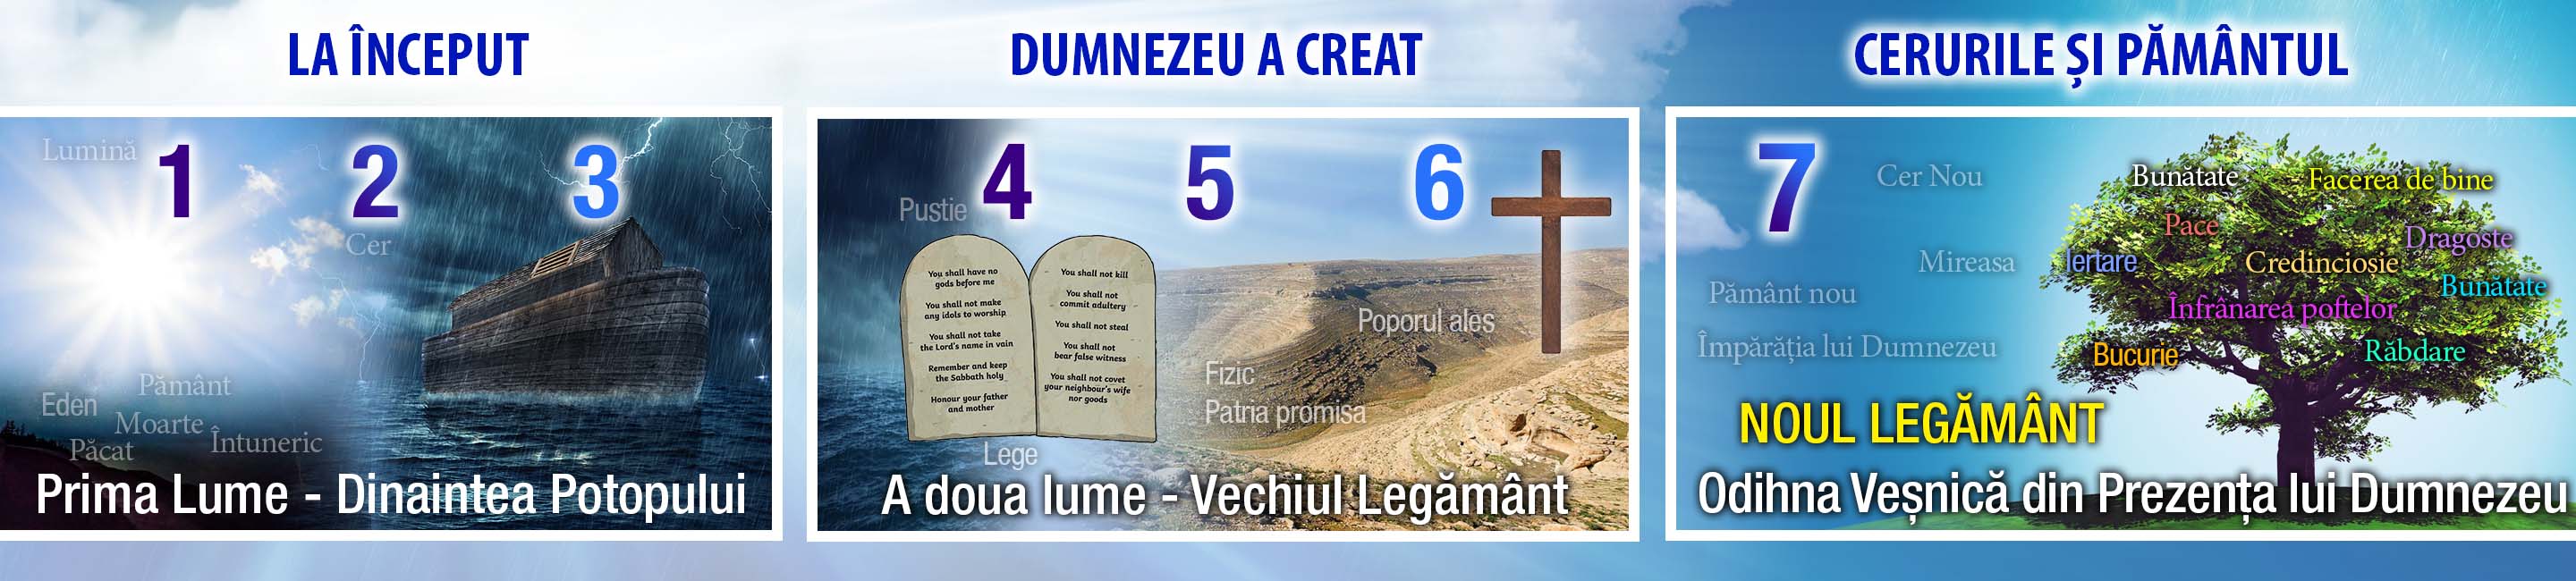 LA ÎNCEPUT
DUMNEZEU A CREAT
CERURILE ȘI PĂMÂNTUL
Lumină
1
2
3
Cer
Eden
Pământ
Moarte
Păcat
Întuneric
Prima Lume - Dinaintea Potopului
Pustie
4
5
6
You shall have no
gods before me
You shall not make
any idols to worship
You shall not take
the Lord's name in vain
Remember and keep
the Sabbath holy
Honour your father
and mother
You shall not kill
You shall not
commit adultery
You shall not steal
You shall not
bear false witness
You shall not covet
your neighbour's wife
nor goods
Lege
Poporul ales
Fizic
Patria promisa
A doua lume - Vechiul Legământ
7
Cer Nou
Mireasa
Pământ nou
Împărăția lui Dumnezeu
Bunătate
Facerea de bine
Pace
Dragoste
Iertare
Credinciosie
Bunătate
Înfrânarea poftelor
Bucurie
Răbdare
NOUL LEGĂMÂNT
Odihna Veșnică din Prezența lui Dumnezeu